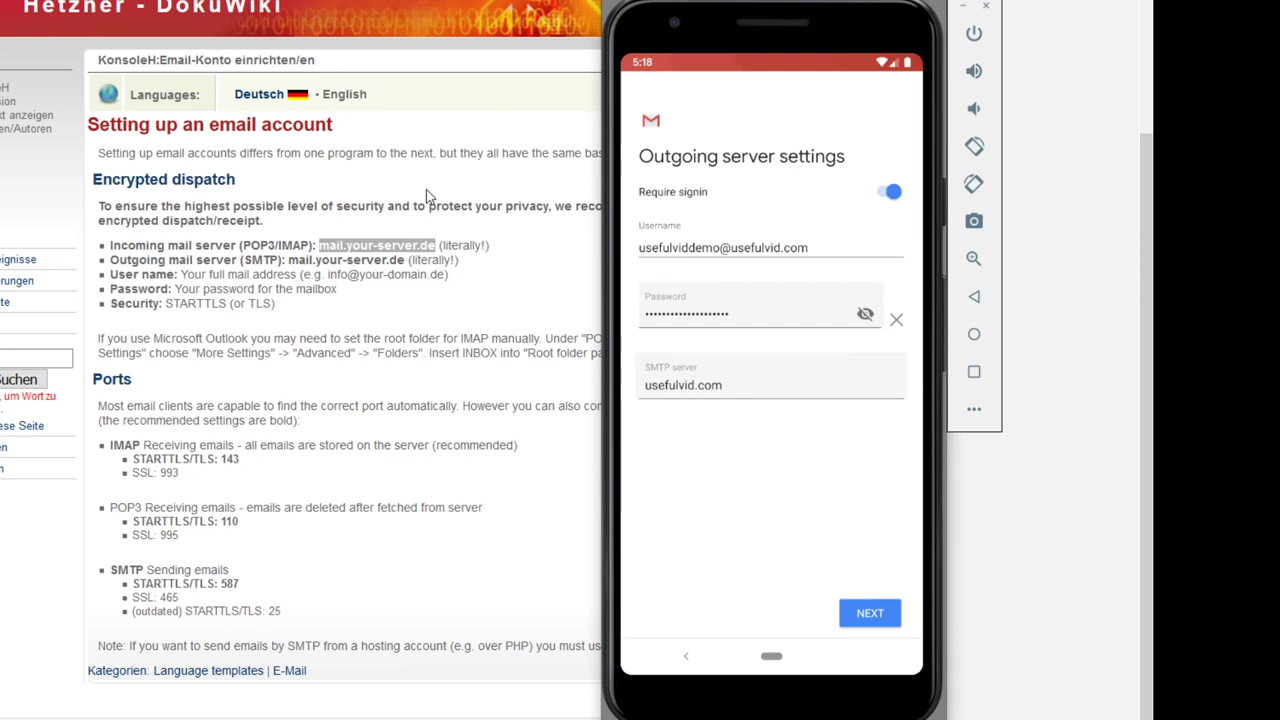 Hetzner - DokuWiki
KonsoleH:Email-Konto einrichten/en
Languages:
Deutsch • English
Setting up an email account
Setting up email accounts differs from one program to the next, but they all have the same bas
Encrypted dispatch
To ensure the highest possible level of security and to protect your privacy, we reco
encrypted dispatch/receipt.
Incoming mail server (POP3/IMAP): mail.your-server.de (literally!)
Outgoing mail server (SMTP): mail.your-server.de (literally!)
User name: Your full mail address (e.g. info@your-domain.de)
Password: Your password for the mailbox
Security: STARTTLS (or TLS)
If you use Microsoft Outlook you may need to set the root folder for IMAP manually. Under "PO
Settings" choose "More Settings" -> "Advanced" -> "Folders". Insert INBOX into "Root folder pa
Ports
Most email clients are capable to find the correct port automatically. However you can also con
(the recommended settings are bold):
IMAP Receiving emails - all emails are stored on the server (recommended)
STARTTLS/TLS: 143
SSL: 993
POP3 Receiving emails - emails are deleted after fetched from server
STARTTLS/TLS: 110
SSL: 995
SMTP Sending emails
STARTTLS/TLS: 587
SSL: 465
(outdated) STARTTLS/TLS: 25
Note: If you want to send emails by SMTP from a hosting account (e.g. over PHP) you must us
Kategorien: Language templates | E-Mail
eH
sion
xt anzeigen
en/Autoren
eignisse
erungen
te
Suchen
, um Wort zu
ese Seite
en
n
5:18
Outgoing server settings
Require signin
Username
usefulviddemo@usefulvid.com
Password
••••••••••••••••••••
SMTP server
usefulvid.com
NEXT